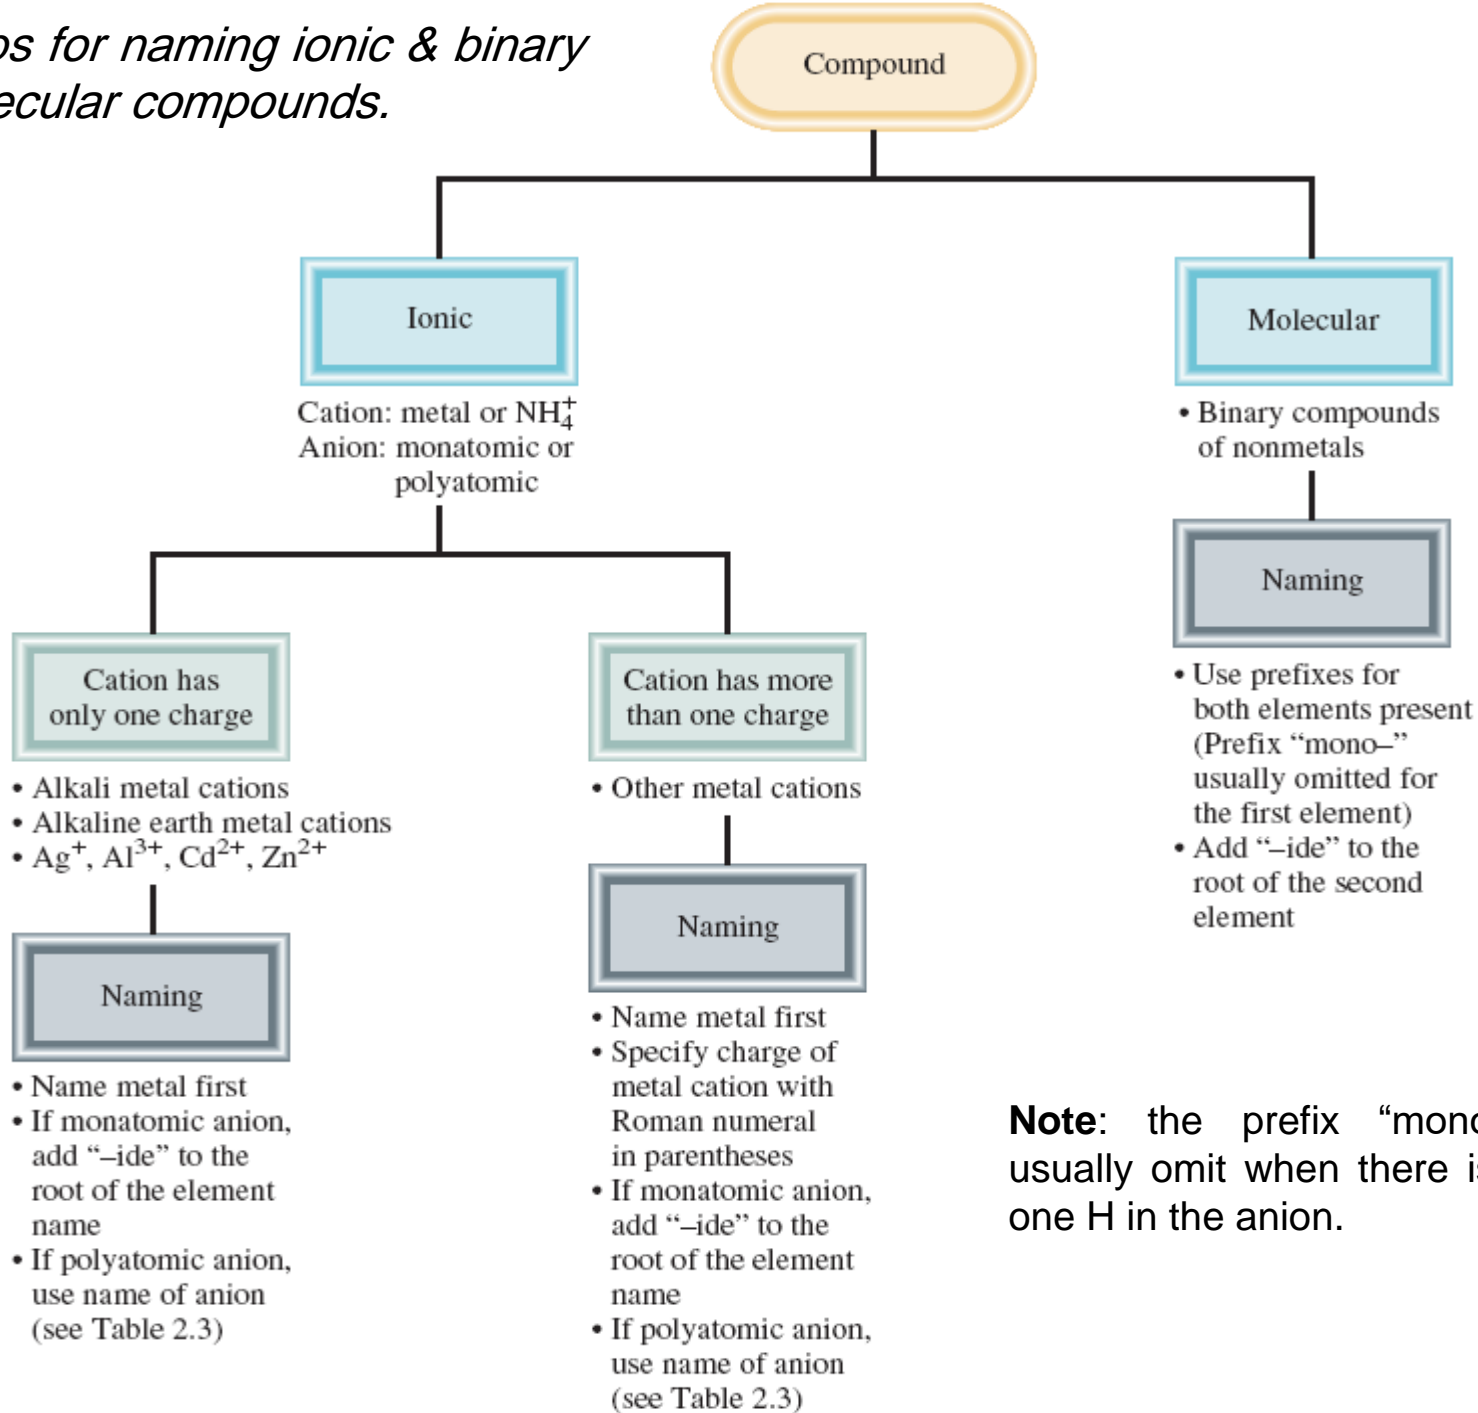 for naming ionic & binary
compounds.
Compound
Ionic
Cation: metal or NH₄⁺
Anion: monatomic or
polyatomic
Cation has
only one charge
• Alkali metal cations
• Alkaline earth metal cations
• Ag⁺, Al³⁺, Cd²⁺, Zn²⁺
Naming
• Name metal first
• If monatomic anion,
add “–ide” to the
root of the element
name
• If polyatomic anion,
use name of anion
(see Table 2.3)
Cation has more
than one charge
• Other metal cations
Naming
• Name metal first
• Specify charge of
metal cation with
Roman numeral
in parentheses
• If monatomic anion,
add “–ide” to the
root of the element
name
• If polyatomic anion,
use name of anion
(see Table 2.3)
Molecular
• Binary compounds
of nonmetals
Naming
• Use prefixes for
both elements present
(Prefix “mono–”
usually omitted for
the first element)
• Add “–ide” to the
root of the second
element
Note: the prefix “mono
usually omit when there is
one H in the anion.